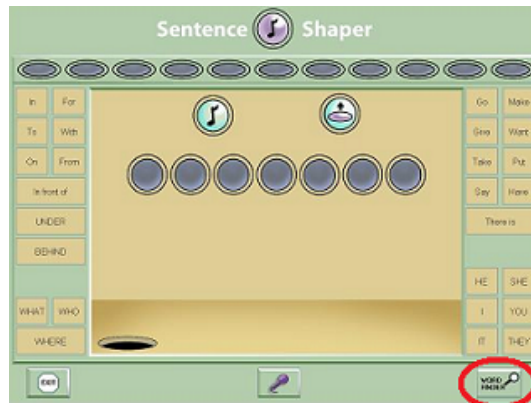 Sentence Shaper
In For
To With
On From
In front of
UNDER
BEHIND
WHAT WHO
WHERE
Go Make
Give Want
Take Put
Say Have
There is
HE SHE
I YOU
IT THEY
EXIT
WORD
FINDER